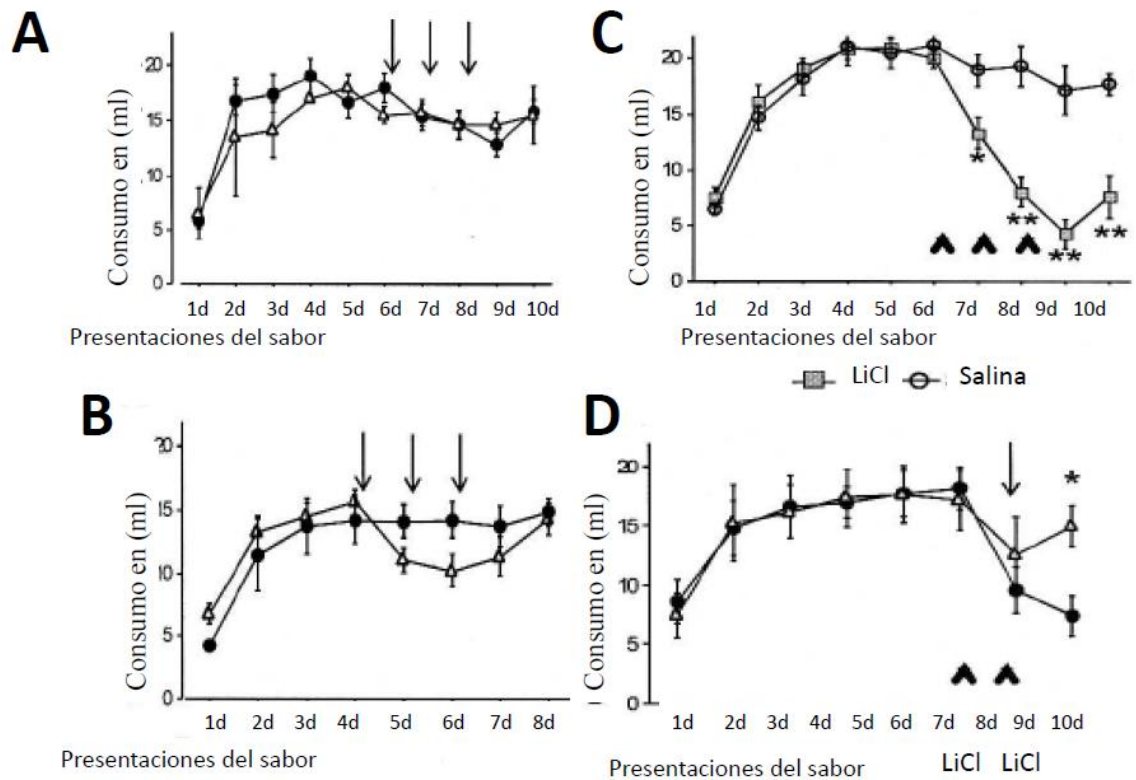 A
Consumo en (ml)
20
15
10
5
0
1d 2d 3d 4d 5d 6d 7d 8d 9d 10d
Presentaciones del sabor
C
Consumo en (ml)
20
15
10
5
0
*
**
**
**
1d 2d 3d 4d 5d 6d 7d 8d 9d 10d
Presentaciones del sabor
LiCl Salina
B
Consumo en (ml)
20
15
10
5
0
1d 2d 3d 4d 5d 6d 7d 8d
Presentaciones del sabor
D
Consumo en (ml)
20
15
10
5
0
*
1d 2d 3d 4d 5d 6d 7d 8d 9d 10d
Presentaciones del sabor LiCl LiCl